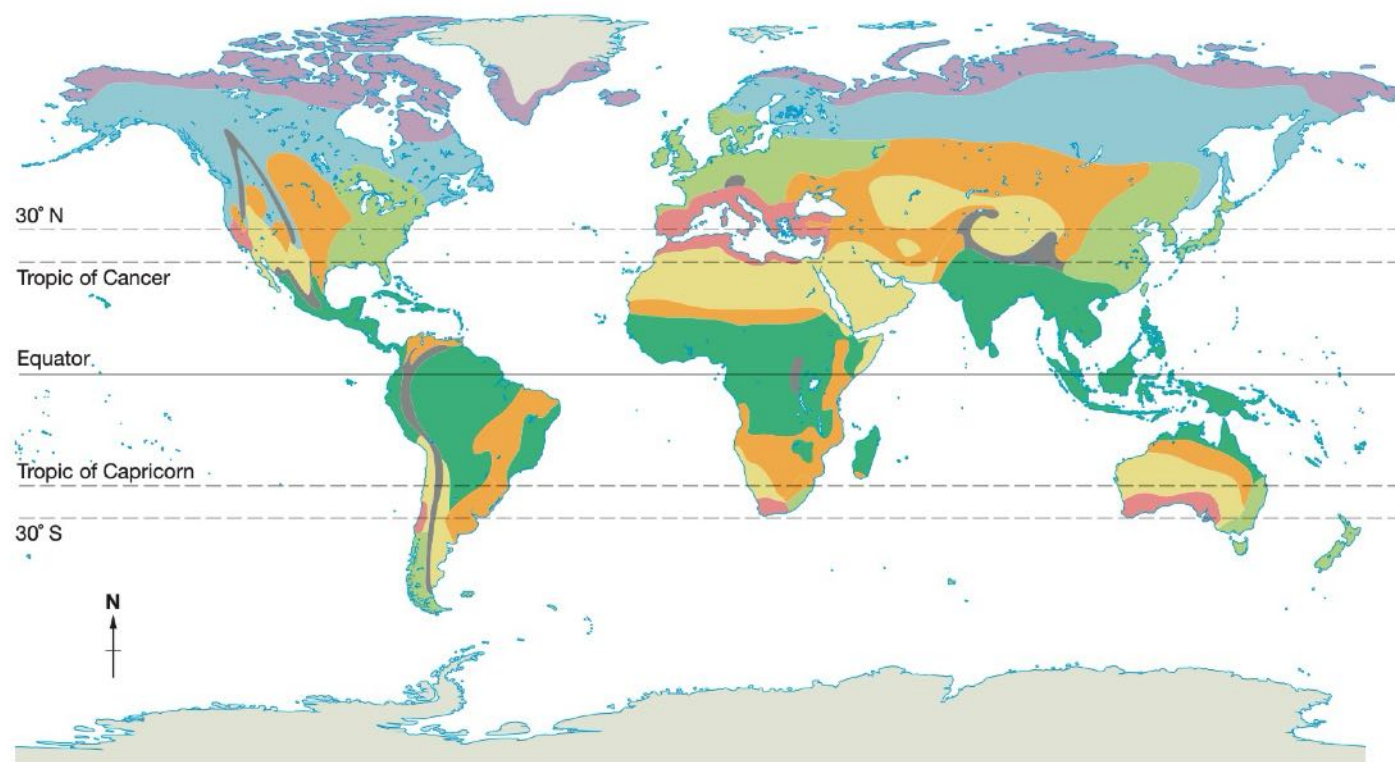 30° N
Tropic of Cancer
Equator
Tropic of Capricorn
30° S
N